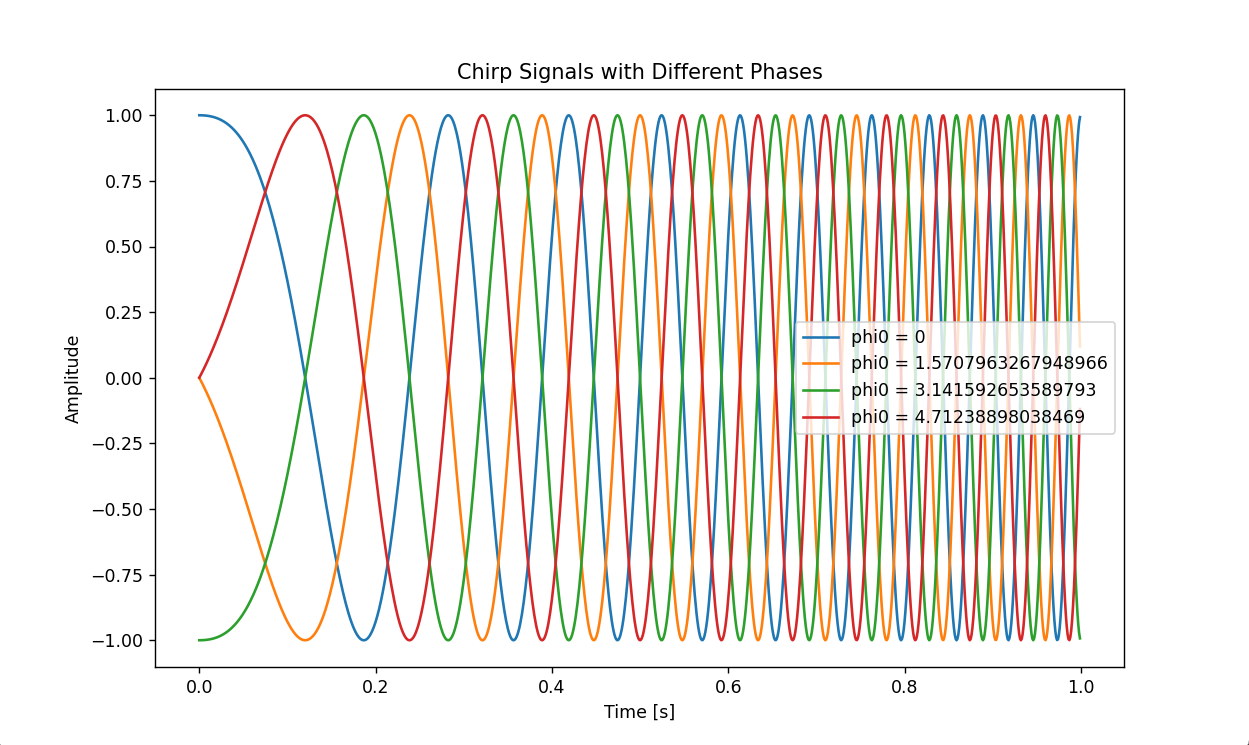 Chirp Signals with Different Phases
1.00
0.75
0.50
0.25
0.00
−0.25
−0.50
−0.75
−1.00
Amplitude
phi0 = 0
phi0 = 1.5707963267948966
phi0 = 3.141592653589793
phi0 = 4.71238898038469
0.0
0.2
0.4
0.6
0.8
1.0
Time [s]